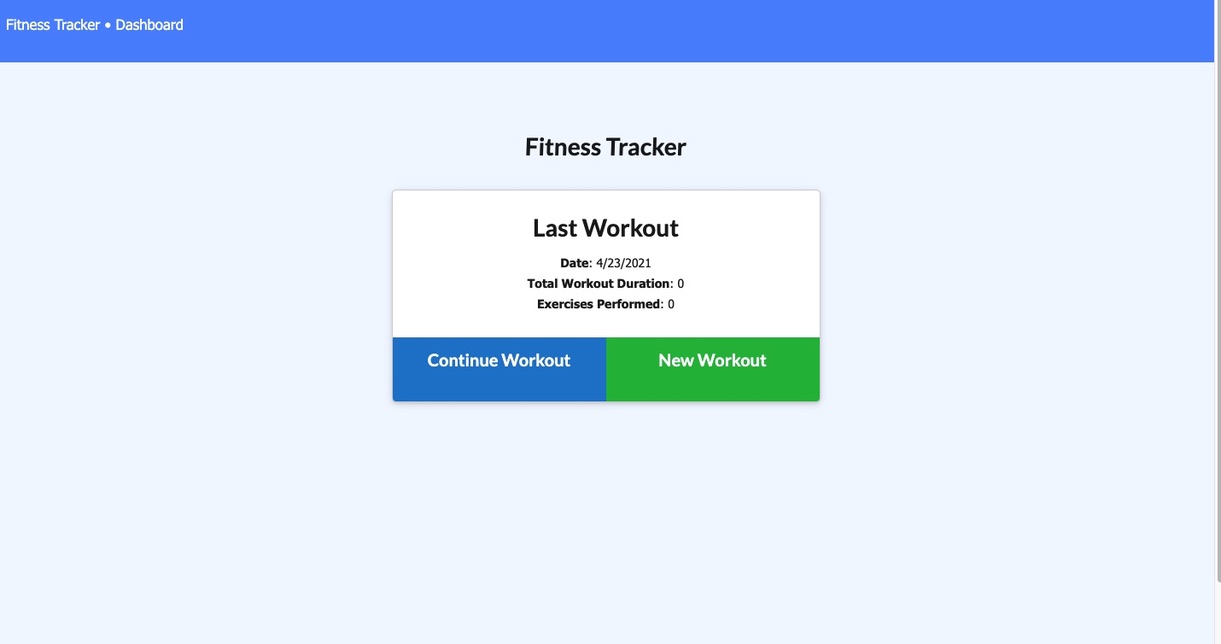 Fitness Tracker • Dashboard
Fitness Tracker
Last Workout
Date: 4/23/2021
Total Workout Duration: 0
Exercises Performed: 0
Continue Workout New Workout